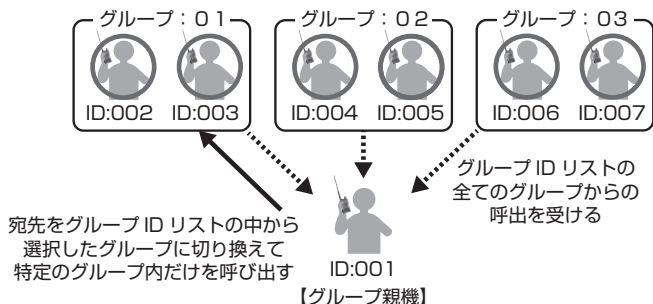 グループ：０１
グループ：０２
グループ：０３
ID:002
ID:003
ID:004
ID:005
ID:006
ID:007
グループ ID リストの
全てのグループからの
呼出を受ける
宛先をグループ ID リストの中から
選択したグループに切り換えて
特定のグループ内だけを呼び出す
ID:001
【グループ親機】